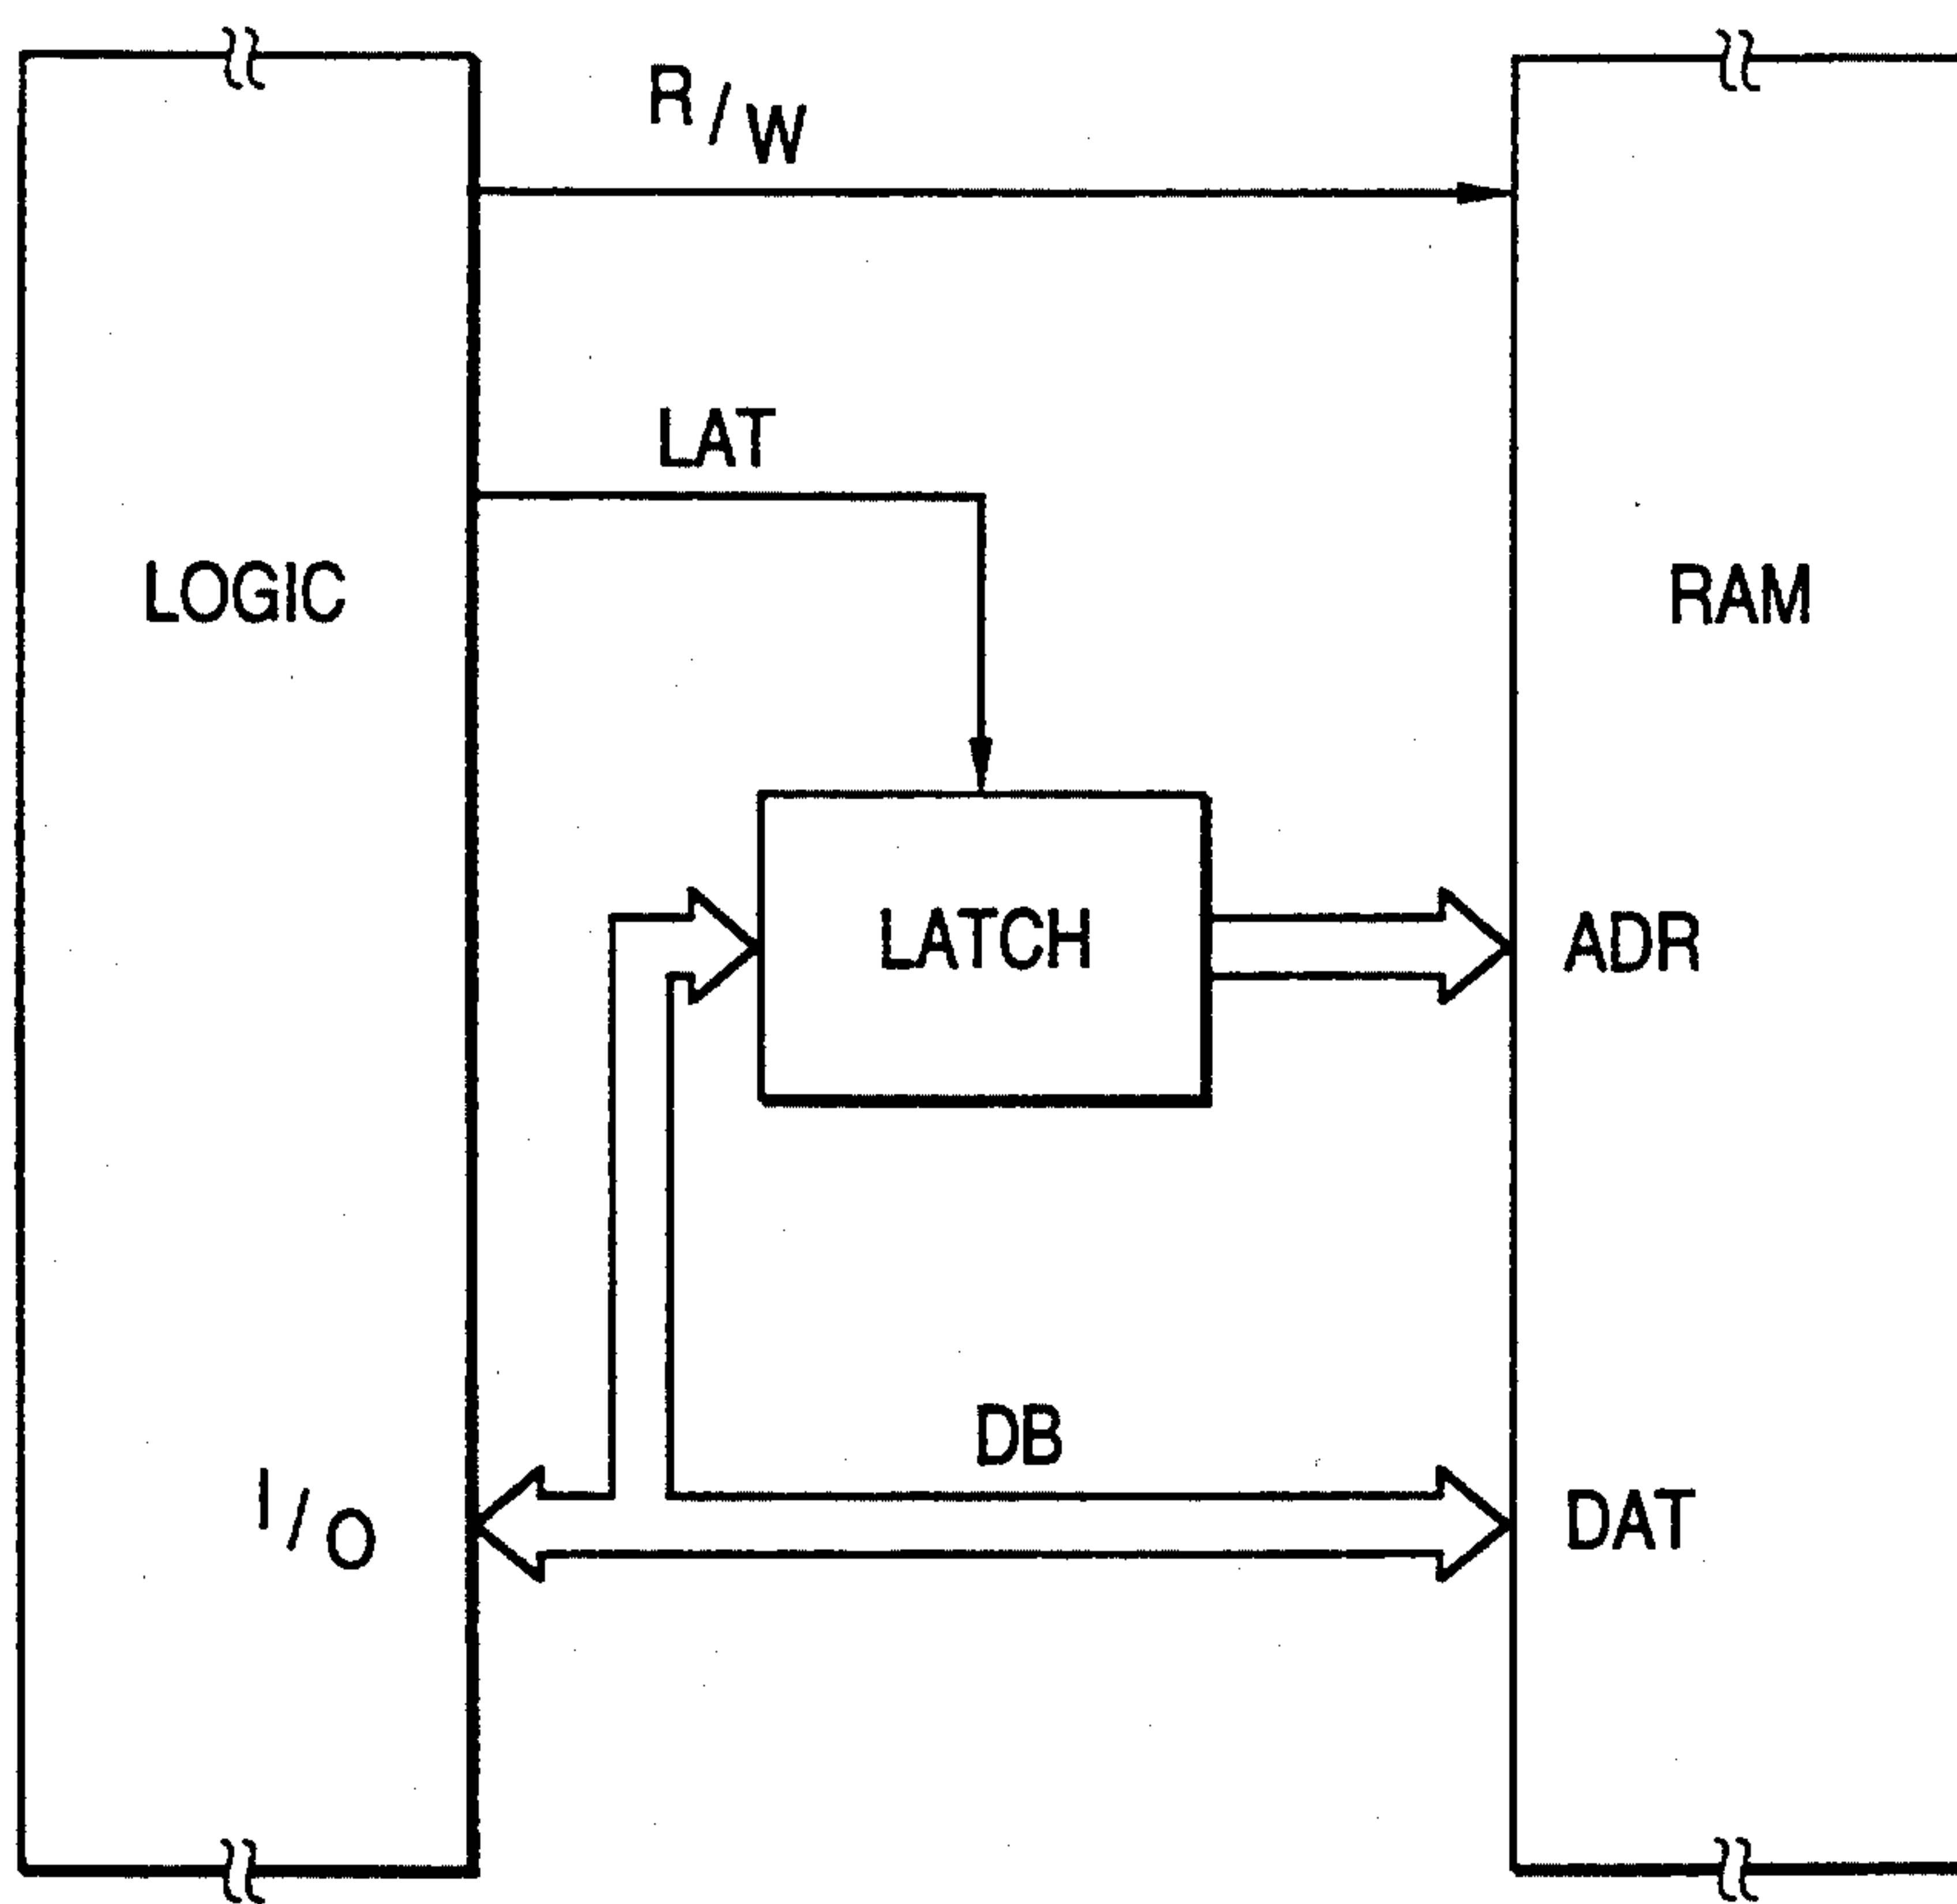 R/W
LAT
LOGIC
RAM
LATCH
ADR
DB
I/O
DAT